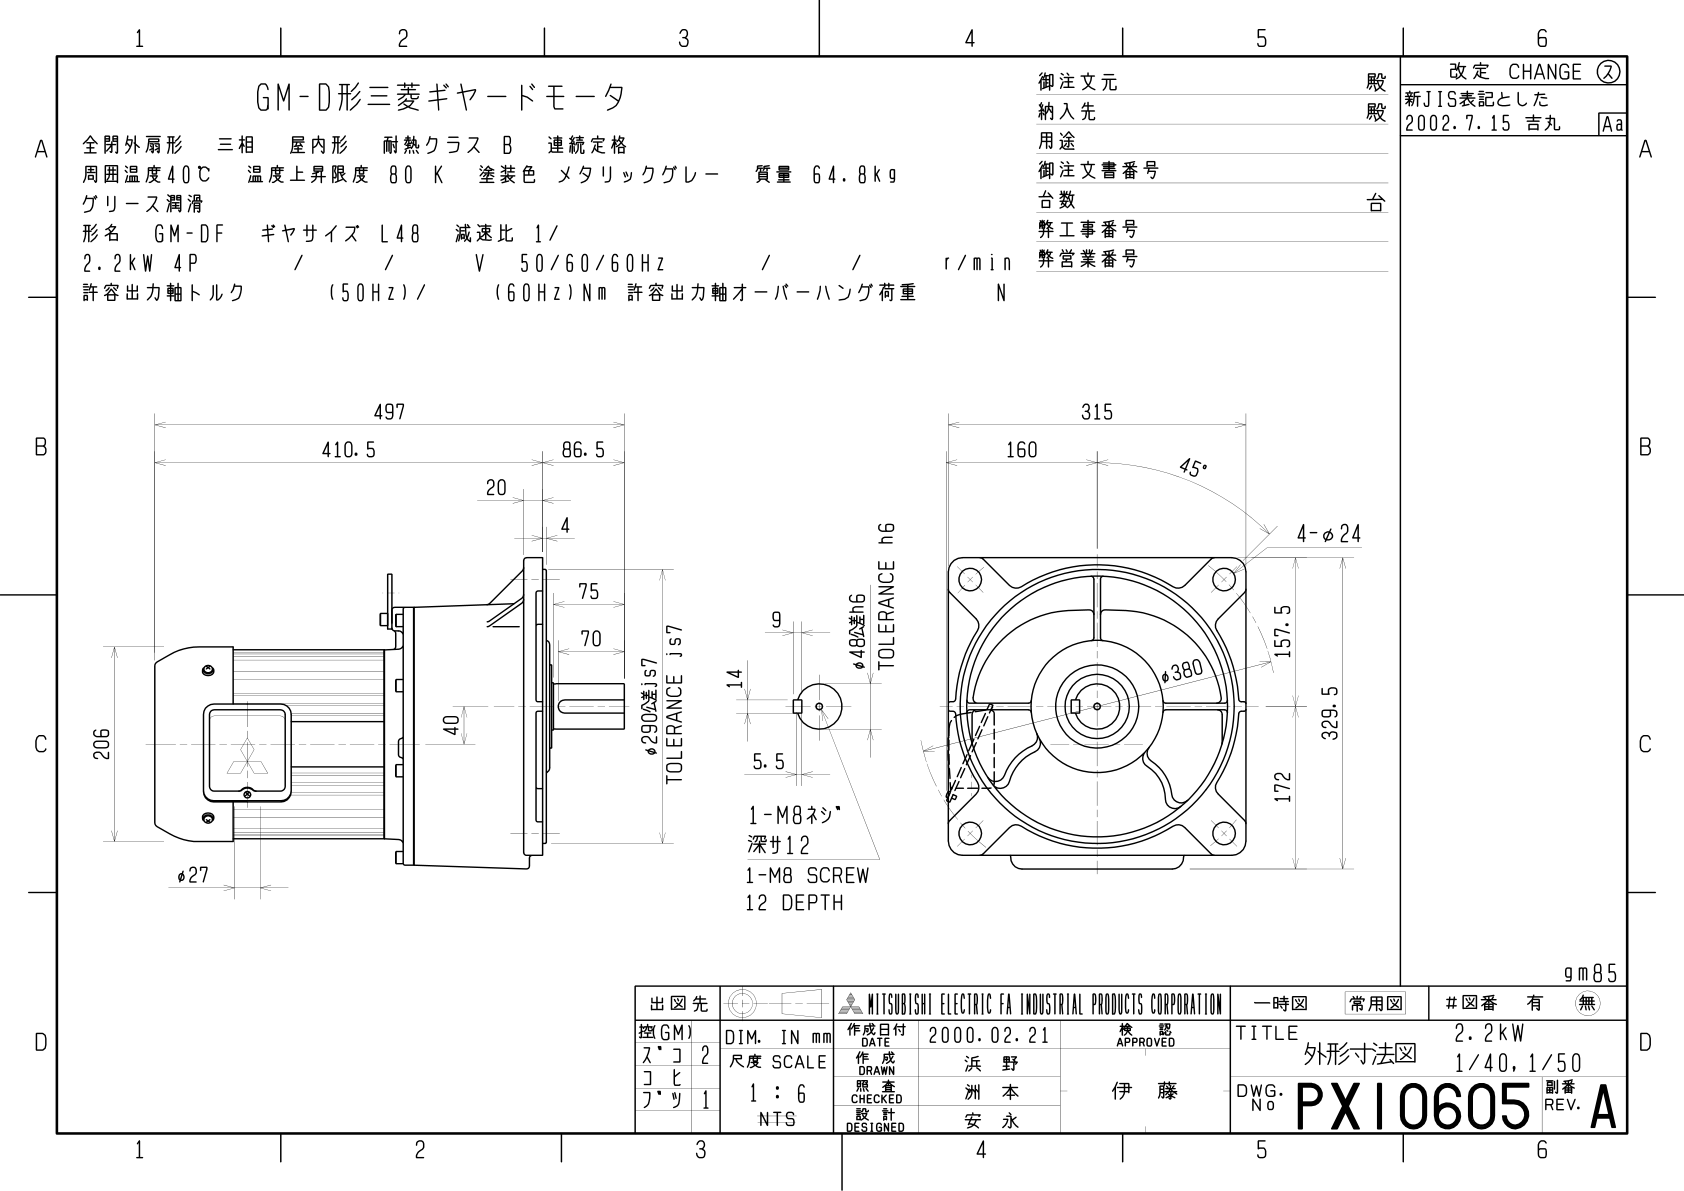 1 2 3 4 5 6
A
B
C
D
GM-D形三菱ギヤードモータ
全閉外扇形 三相 屋内形 耐熱クラス B 連続定格
周囲温度40℃ 温度上昇限度 80 K 塗装色 メタリックグレー 質量 64.8kg
グリース潤滑
形名 GM-DF ギヤサイズ L48 減速比 1/
2.2kW 4P / / V 50/60/60Hz / / r/min
許容出力軸トルク (50Hz)/ (60Hz)Nm 許容出力軸オーバーハング荷重 N
御注文元 殿
納入先 殿
用途
御注文書番号
台数 台
弊工事番号
弊営業番号
改定 CHANGE ス
新JIS表記とした
2002.7.15 吉丸 Aa
A
B
C
D
497
410.5
86.5
20
4
75
70
206
40
φ27
φ290公差js7
TOLERANCE js7
9
14
5.5
φ48公差h6
TOLERANCE h6
1-M8ネジ
深サ12
1-M8 SCREW
12 DEPTH
315
160
45°
4-φ24
φ380
157.5
329.5
172
gm85
出図先
控(GM)
ズコ 2
コヒ
ブツ 1
DIM. IN mm
尺度 SCALE
1 : 6
NTS
MITSUBISHI ELECTRIC FA INDUSTRIAL PRODUCTS CORPORATION
作成日付 DATE 2000.02.21
作成 DRAWN 浜野
照査 CHECKED 洲本
設計 DESIGNED 安永
検認 APPROVED
伊藤
一時図 常用図 #図番 有 無
TITLE 外形寸法図
2.2kW
1/40,1/50
DWG. No PX10605
副番 REV. A
1 2 3 4 5 6